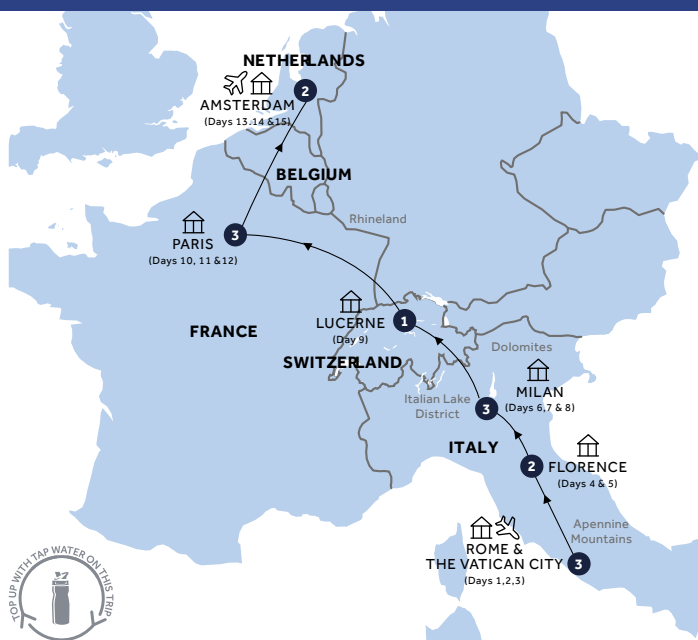 NETHERLANDS
2
AMSTERDAM
(Days 13.14 &15)
BELGIUM
Rhineland
3
PARIS
(Days 10, 11 &12)
LUCERNE
1
(Day 9)
FRANCE
SWITZERLAND
Dolomites
Italian Lake
District
MILAN
3
(Days 6,7 & 8)
ITALY
2
FLORENCE
(Days 4 & 5)
Apennine
Mountains
ROME &
THE VATICAN CITY
3
(Days 1,2,3)
TOP UP WITH TAP WATER ON THIS TRIP